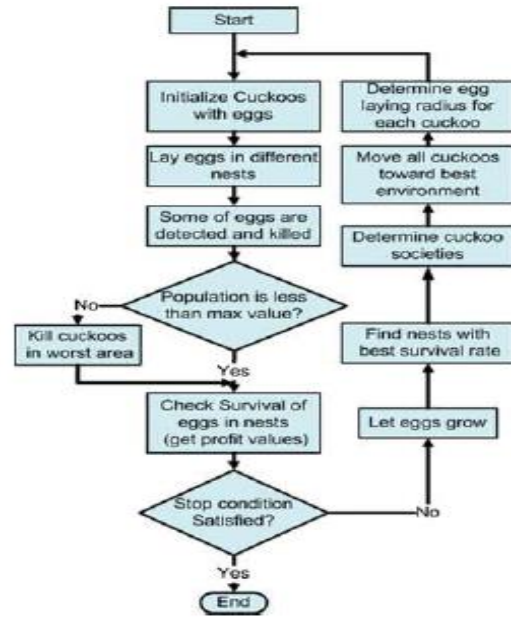 Start
Initialize Cuckoos
with eggs
Lay eggs in different
nests
Some of eggs are
detected and killed
Population is less
than max value?
No
Kill cuckoos
in worst area
Yes
Check Survival of
eggs in nests
(get profit values)
Stop condition
Satisfied?
Yes
End
No
Let eggs grow
Find nests with
best survival rate
Determine cuckoo
societies
Move all cuckoos
toward best
environment
Determine egg
laying radius for
each cuckoo